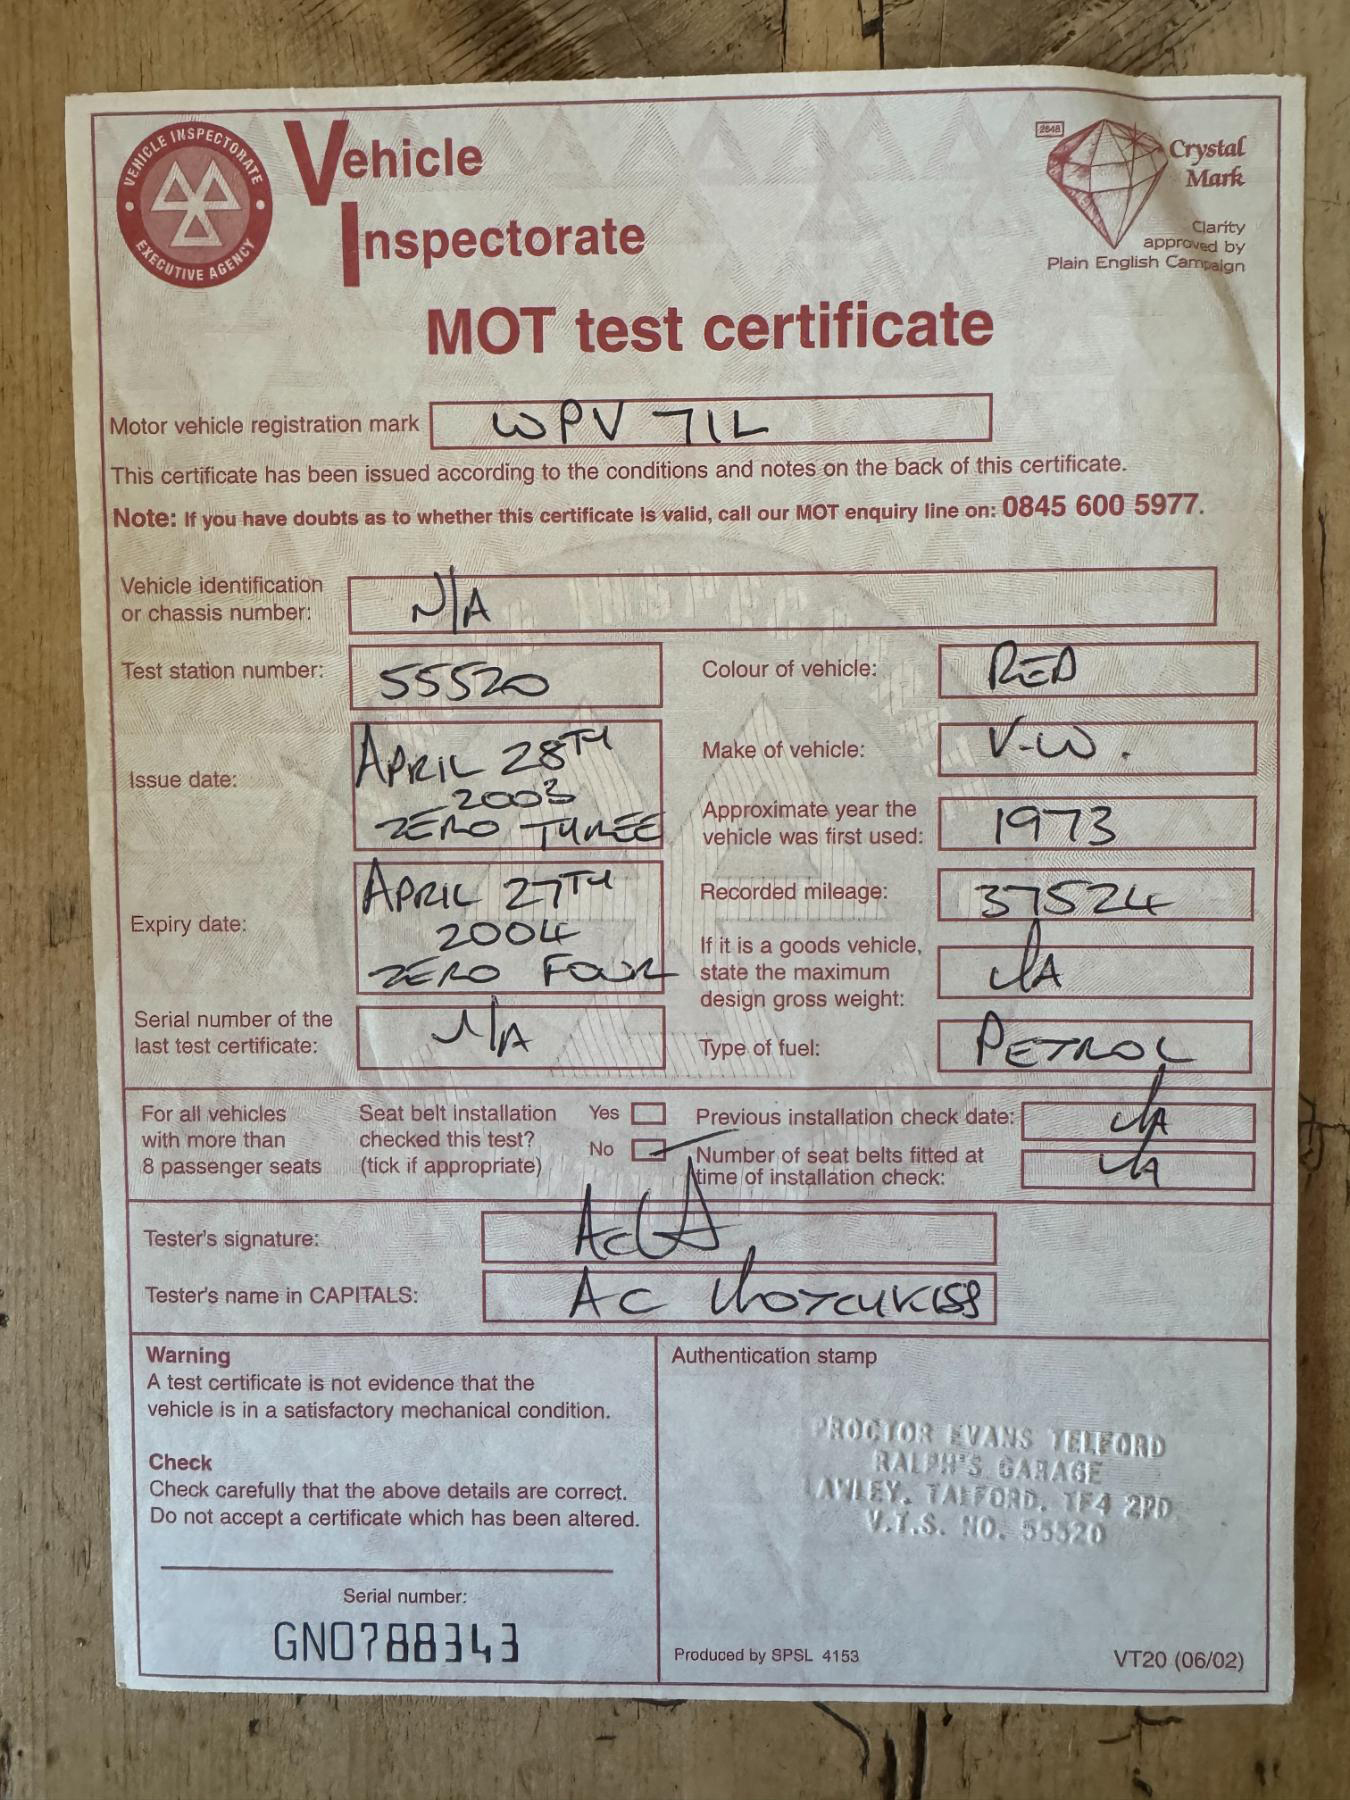 VEHICLE INSPECTORATE
EXECUTIVE AGENCY
Vehicle
Inspectorate
2648
Crystal
Mark
Clarity
approved by
Plain English Campaign
MOT test certificate
Motor vehicle registration mark WPV 71L
This certificate has been issued according to the conditions and notes on the back of this certificate.
Note: If you have doubts as to whether this certificate is valid, call our MOT enquiry line on: 0845 600 5977.
Vehicle identification
or chassis number: N/A
Test station number: 55520
Colour of vehicle: RED
Issue date: APRIL 28TH
2003
ZERO THREE
Make of vehicle: V.W.
Approximate year the
vehicle was first used: 1973
Expiry date: APRIL 27TH
2004
ZERO FOUR
Recorded mileage: 37524
If it is a goods vehicle,
state the maximum
design gross weight: N/A
Serial number of the
last test certificate: N/A
Type of fuel: PETROL
For all vehicles
with more than
8 passenger seats
Seat belt installation
checked this test?
(tick if appropriate)
Yes
No
Previous installation check date: N/A
Number of seat belts fitted at
time of installation check: N/A
Tester's signature:
Tester's name in CAPITALS: AC HOTCHKISS
Warning
A test certificate is not evidence that the
vehicle is in a satisfactory mechanical condition.
Check
Check carefully that the above details are correct.
Do not accept a certificate which has been altered.
Serial number:
GN0788343
Authentication stamp
PROCTOR EVANS TELFORD
RALPH'S GARAGE
LAWLEY, TALFORD, TF4 2PD
V.T.S. NO. 55520
Produced by SPSL 4153
VT20 (06/02)